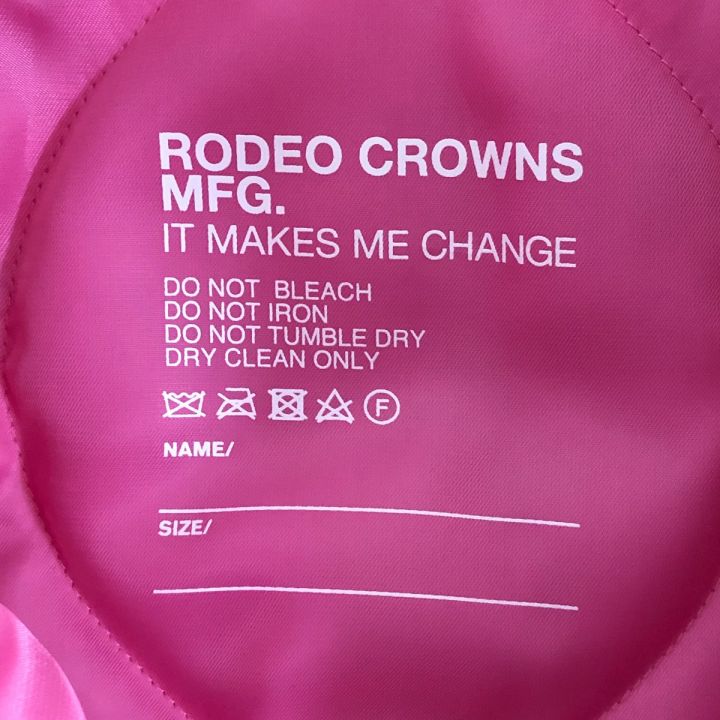 RODEO CROWNS
MFG.
IT MAKES ME CHANGE
DO NOT BLEACH
DO NOT IRON
DO NOT TUMBLE DRY
DRY CLEAN ONLY
F
NAME/
SIZE/